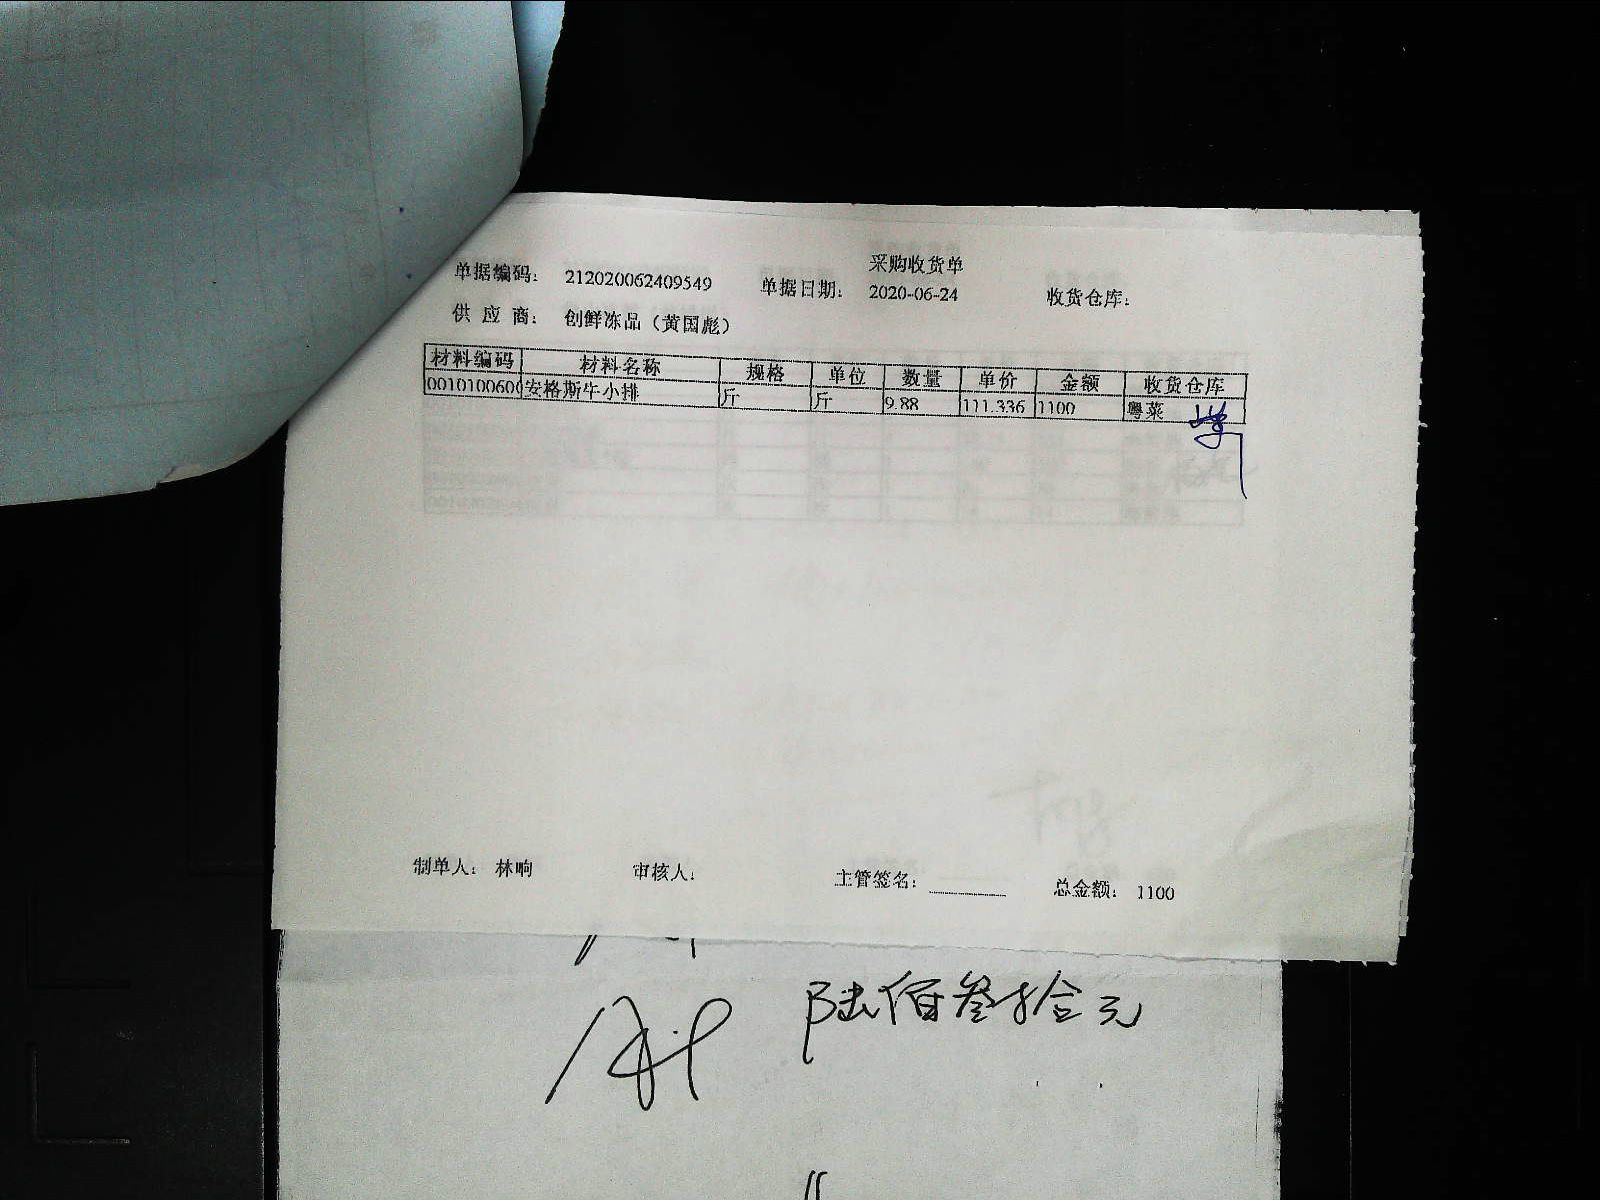 采购收货单
单据编码： 212020062409549 单据日期： 2020-06-24 收货仓库：
供 应 商： 创鲜冻品（黄国彪）
材料编码 材料名称 规格 单位 数量 单价 金额 收货仓库
0010100600 安格斯牛小排 斤 斤 9.88 111.336 1100 粤菜
制单人： 林响 审核人： 主管签名： 总金额： 1100
陆佰叁拾元